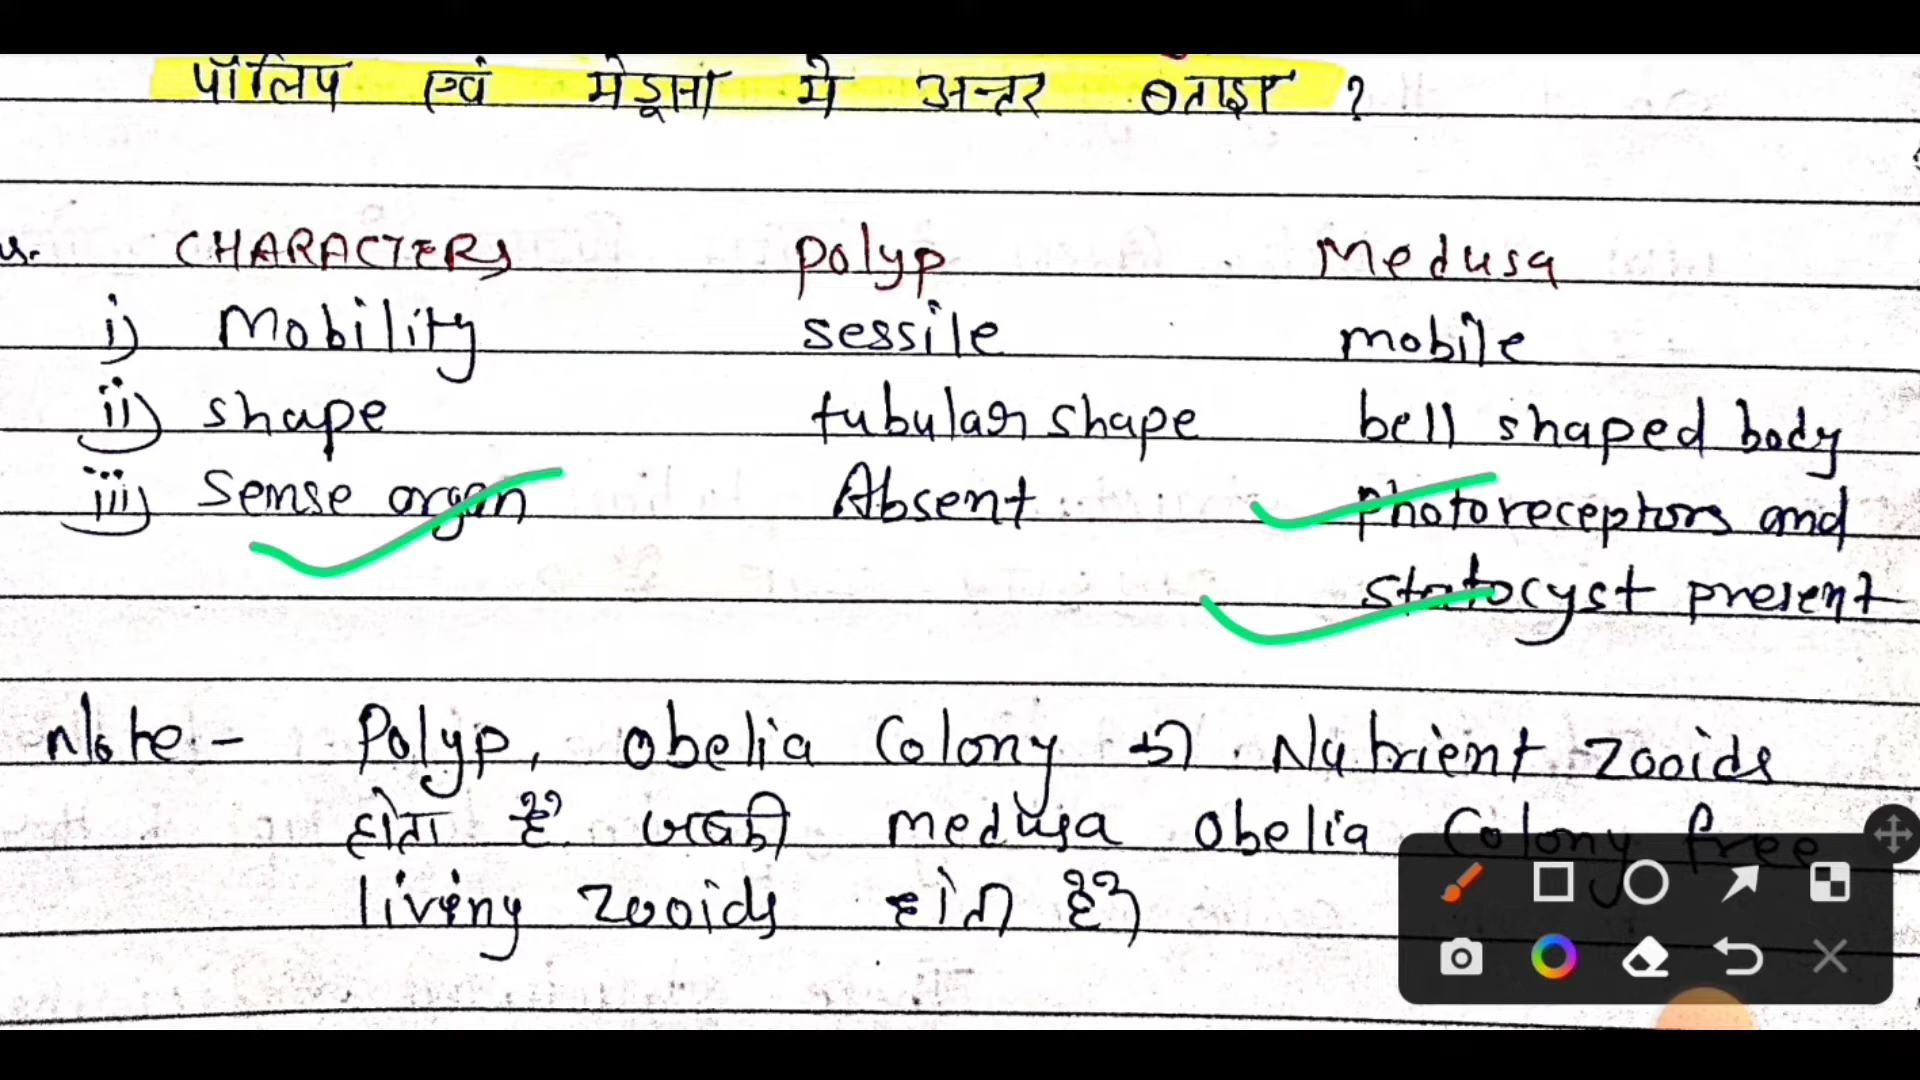 पॉलिप एवं मेडूसा मे अन्तर बताइए ?
CHARACTERS Polyp Medusa
i) Mobility sessile mobile
ii) shape tubular shape bell shaped body
iii) Sense organ Absent photoreceptors and
statocyst present
Note - Polyp, Obelia Colony की Nutrient Zooids
होता है जबकी medusa Obelia Colony free
living Zooids होता है